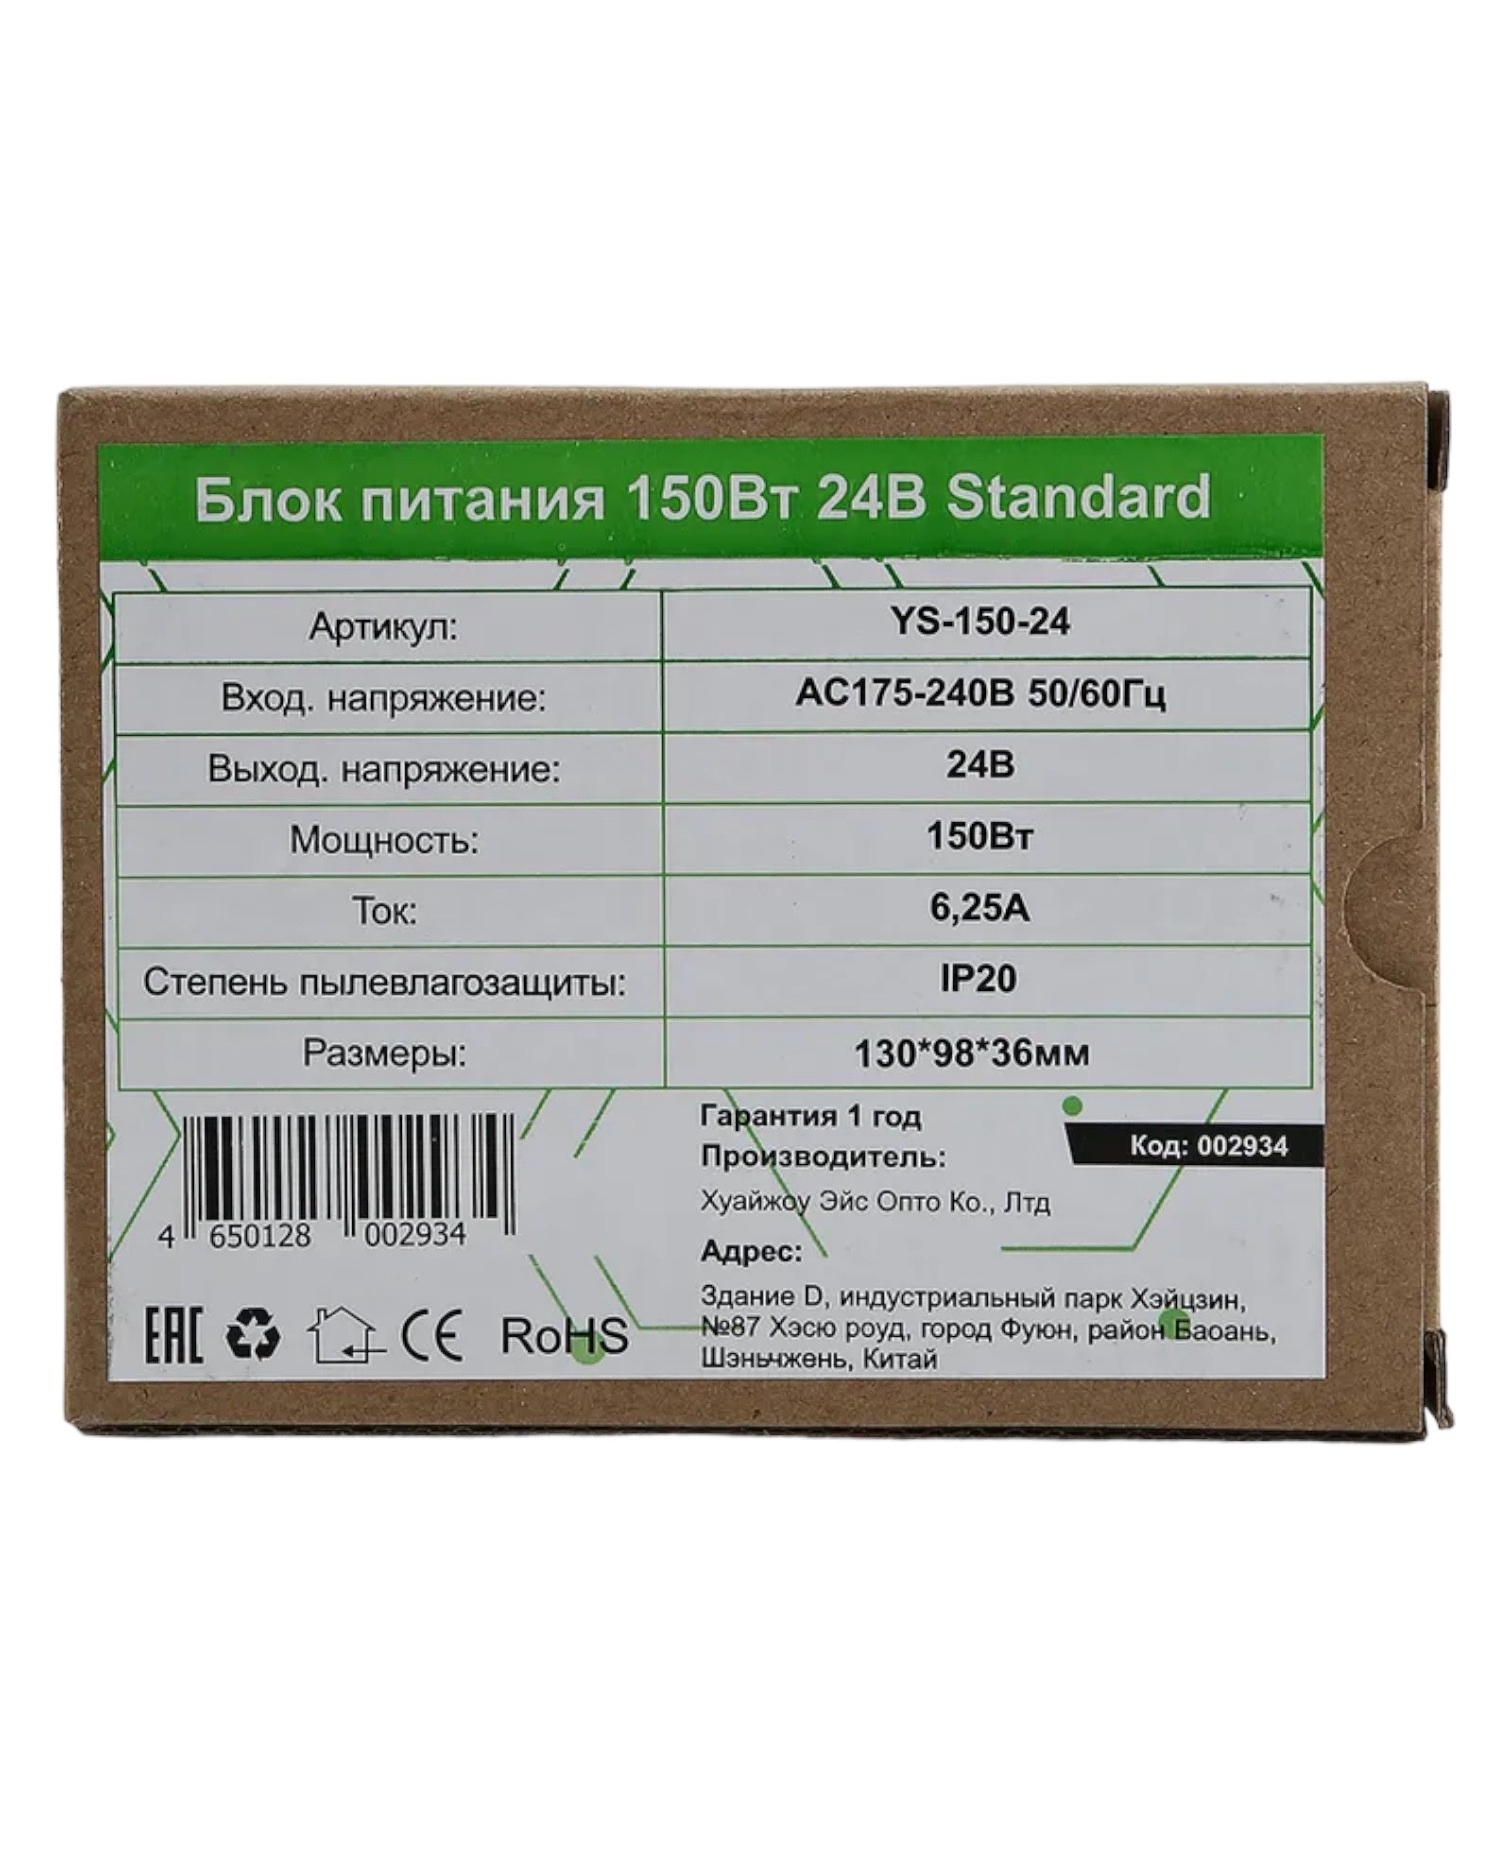 Блок питания 150Вт 24В Standard
Артикул: YS-150-24
Вход. напряжение: AC175-240В 50/60Гц
Выход. напряжение: 24В
Мощность: 150Вт
Ток: 6,25А
Степень пылевлагозащиты: IP20
Размеры: 130*98*36мм
4 650128 002934
EAC CE RoHS
Гарантия 1 год
Код: 002934
Производитель:
Хуайжоу Эйс Опто Ко., Лтд
Адрес:
Здание D, индустриальный парк Хэйцзин,
№87 Хэсю роуд, город Фуюн, район Баоань,
Шэньчжень, Китай